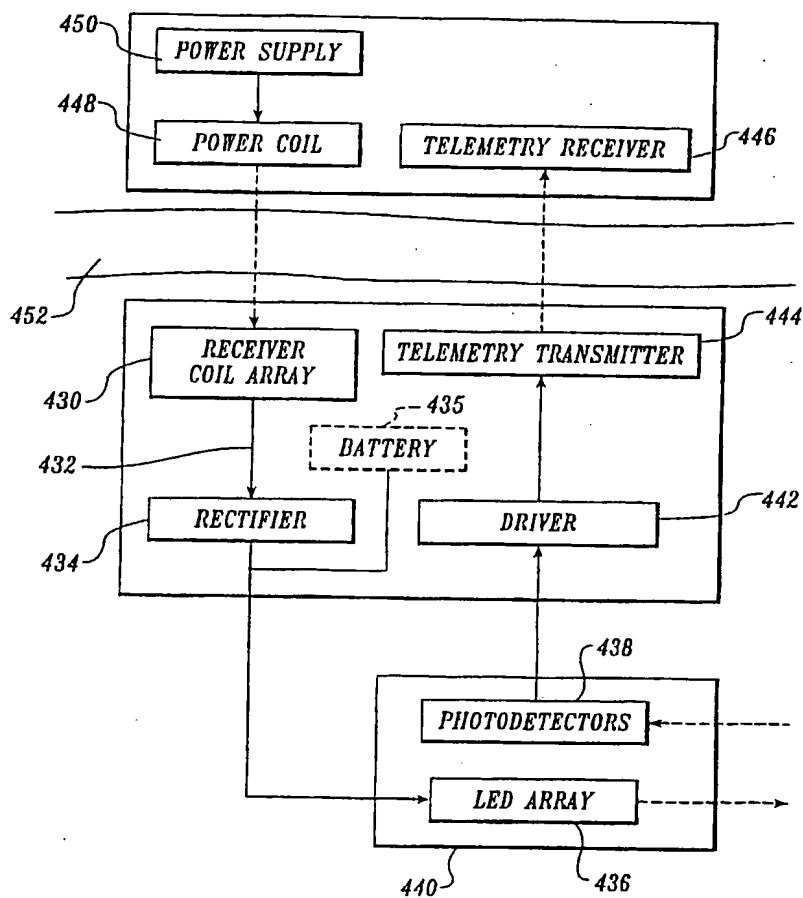 450
POWER SUPPLY
448
POWER COIL
TELEMETRY RECEIVER
446
452
444
RECEIVER
COIL ARRAY
TELEMETRY TRANSMITTER
430
435
BATTERY
432
442
RECTIFIER
DRIVER
434
438
PHOTODETECTORS
LED ARRAY
440
436